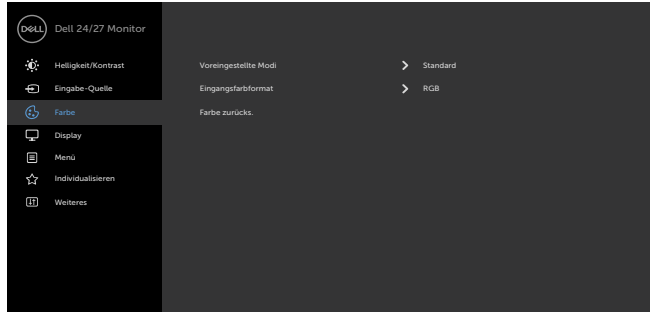 DELL Dell 24/27 Monitor
Helligkeit/Kontrast Voreingestellte Modi Standard
Eingabe-Quelle Eingangsfarbformat RGB
Farbe Farbe zurücks.
Display
Menü
Individualisieren
Weiteres